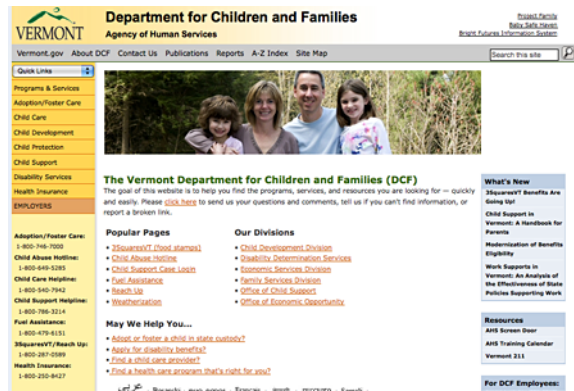 VERMONT
Department for Children and Families
Agency of Human Services
Project Family
Baby Safe Haven
Bright Futures Information System
Vermont.gov About DCF Contact Us Publications Reports A-Z Index Site Map
Search this site
Quick Links
Programs & Services
Adoption/Foster Care
Child Care
Child Development
Child Protection
Child Support
Disability Services
Health Insurance
EMPLOYERS
Adoption/Foster Care:
1-800-746-7000
Child Abuse Hotline:
1-800-649-5285
Child Care Helpline:
1-800-540-7942
Child Support Helpline:
1-800-786-3214
Fuel Assistance:
1-800-479-6151
3SquaresVT/Reach Up:
1-800-287-0589
Health Insurance:
1-800-250-8427
The Vermont Department for Children and Families (DCF)
The goal of this website is to help you find the programs, services, and resources you are looking for — quickly
and easily. Please click here to send us your questions and comments, tell us if you can't find information, or
report a broken link.
Popular Pages
• 3SquaresVT (food stamps)
• Child Abuse Hotline
• Child Support Case Login
• Fuel Assistance
• Reach Up
• Weatherization
Our Divisions
• Child Development Division
• Disability Determination Services
• Economic Services Division
• Family Services Division
• Office of Child Support
• Office of Economic Opportunity
May We Help You...
• Adopt or foster a child in state custody?
• Apply for disability benefits?
• Find a child care provider?
• Find a health care program that's right for you?
What's New
3SquaresVT Benefits Are
Going Up!
Child Support in
Vermont: A Handbook for
Parents
Modernization of Benefits
Eligibility
Work Supports in
Vermont: An Analysis of
the Effectiveness of State
Policies Supporting Work
Resources
AHS Screen Door
AHS Training Calendar
Vermont 211
For DCF Employees: